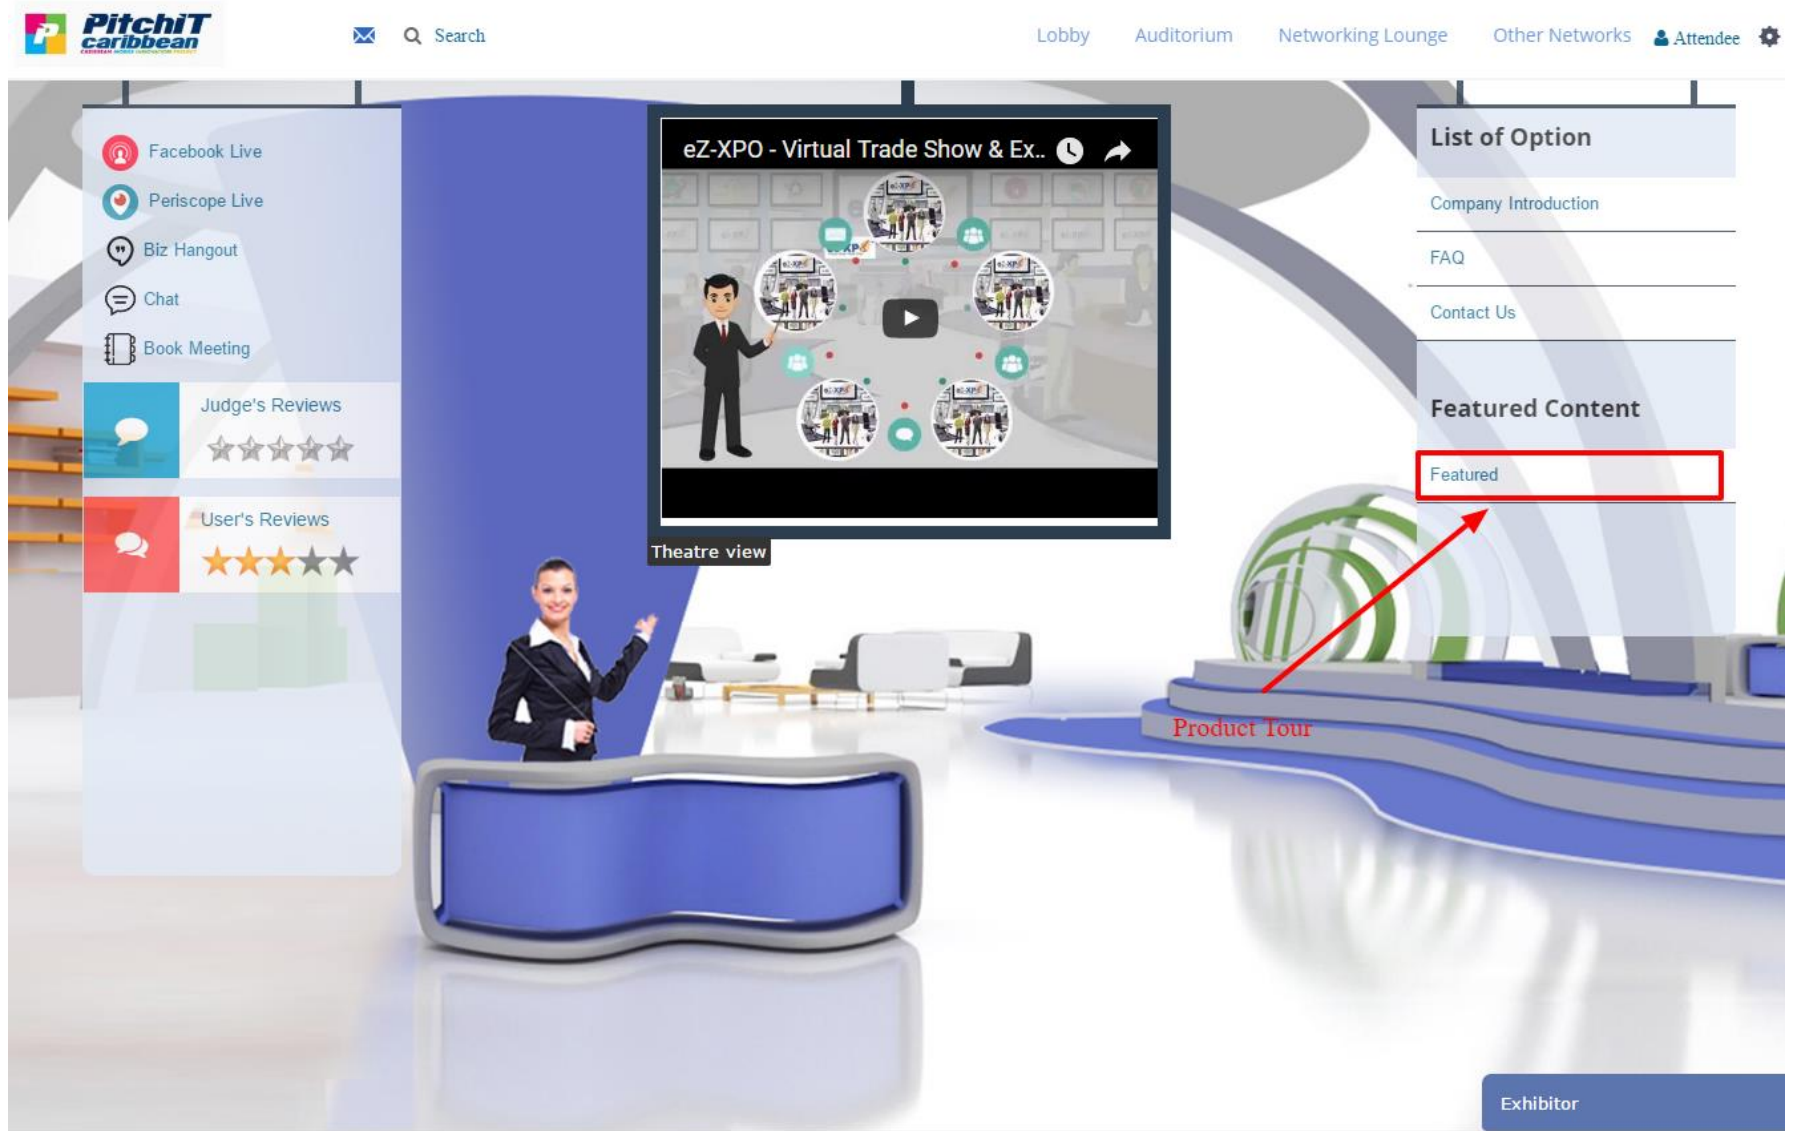 PitchiT
caribbean
Search
Lobby
Auditorium
Networking Lounge
Other Networks
Attendee
Facebook Live
Periscope Live
Biz Hangout
Chat
Book Meeting
Judge's Reviews
User's Reviews
eZ-XPO - Virtual Trade Show & Ex..
Theatre view
List of Option
Company Introduction
FAQ
Contact Us
Featured Content
Featured
Product Tour
Exhibitor